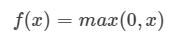 f(x) = max(0, x)